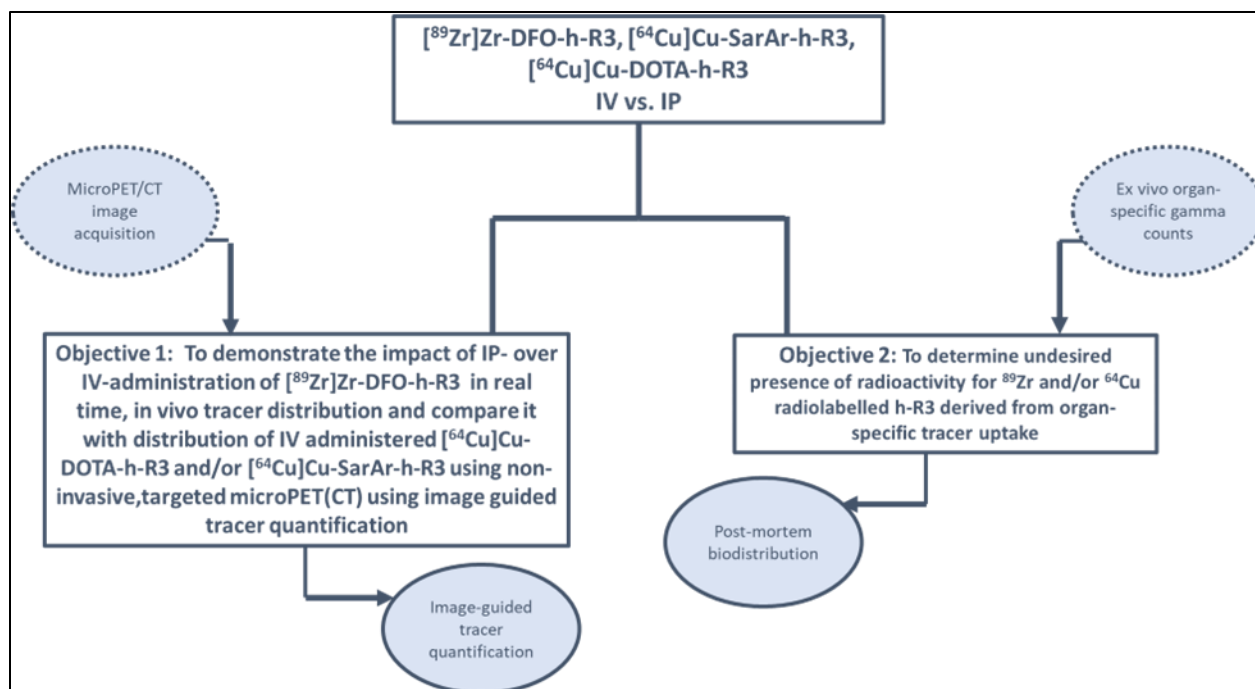 [⁸⁹Zr]Zr-DFO-h-R3, [⁶⁴Cu]Cu-SarAr-h-R3,
[⁶⁴Cu]Cu-DOTA-h-R3
IV vs. IP
MicroPET/CT
image
acquisition
Ex vivo organ-
specific gamma
counts
Objective 1: To demonstrate the impact of IP- over
IV-administration of [⁸⁹Zr]Zr-DFO-h-R3 in real
time, in vivo tracer distribution and compare it
with distribution of IV administered [⁶⁴Cu]Cu-
DOTA-h-R3 and/or [⁶⁴Cu]Cu-SarAr-h-R3 using non-
invasive,targeted microPET(CT) using image guided
tracer quantification
Objective 2: To determine undesired
presence of radioactivity for ⁸⁹Zr and/or ⁶⁴Cu
radiolabelled h-R3 derived from organ-
specific tracer uptake
Post-mortem
biodistribution
Image-guided
tracer
quantification